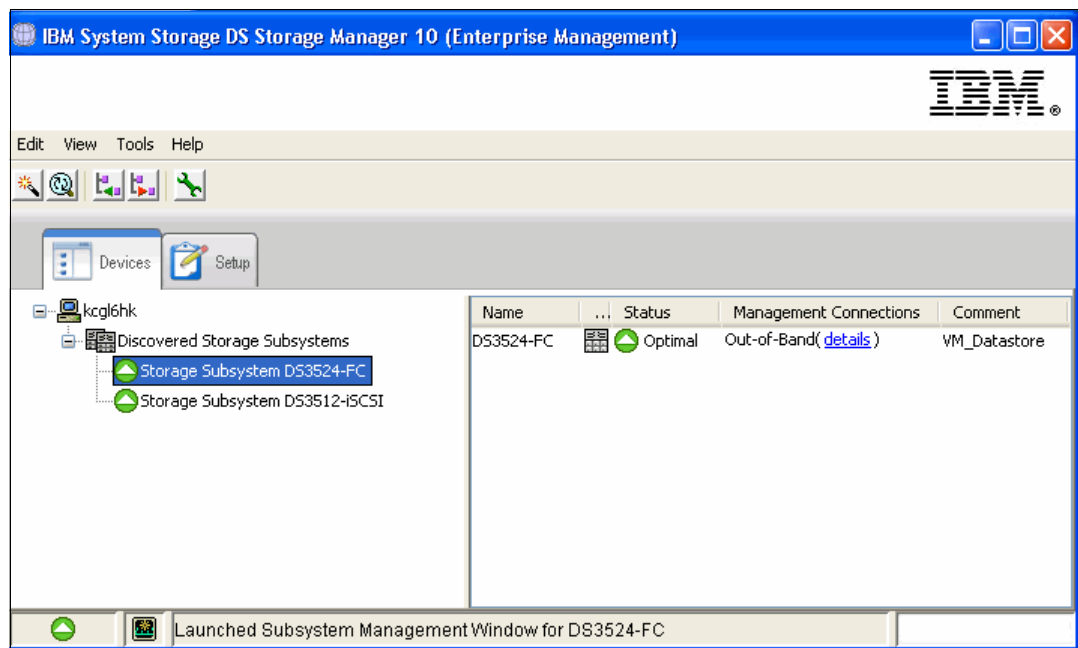 IBM System Storage DS Storage Manager 10 (Enterprise Management)
IBM®
Edit View Tools Help
Devices Setup
kcgl6hk
Discovered Storage Subsystems
Storage Subsystem DS3524-FC
Storage Subsystem DS3512-iSCSI
Name ... Status Management Connections Comment
DS3524-FC Optimal Out-of-Band(details) VM_Datastore
Launched Subsystem Management Window for DS3524-FC